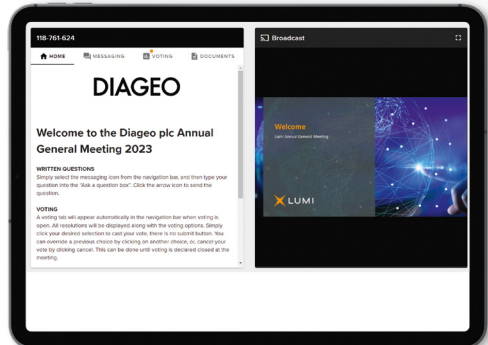 118-761-624
HOME MESSAGING VOTING DOCUMENTS
DIAGEO
Welcome to the Diageo plc Annual
General Meeting 2023
WRITTEN QUESTIONS
Simply select the messaging icon from the navigation bar, and then type your
question into the "Ask a question box". Click the arrow icon to send the
question.
VOTING
A voting tab will appear automatically in the navigation bar when voting is
open. All resolutions will be displayed along with the voting options. Simply
click your desired selection to cast your vote, there is no submit button. You
can override a previous choice by clicking on another choice, or, cancel your
vote by clicking cancel. This can be done until voting is declared closed at the
meeting.
Broadcast
Welcome
Lumi Annual General Meeting
LUMI